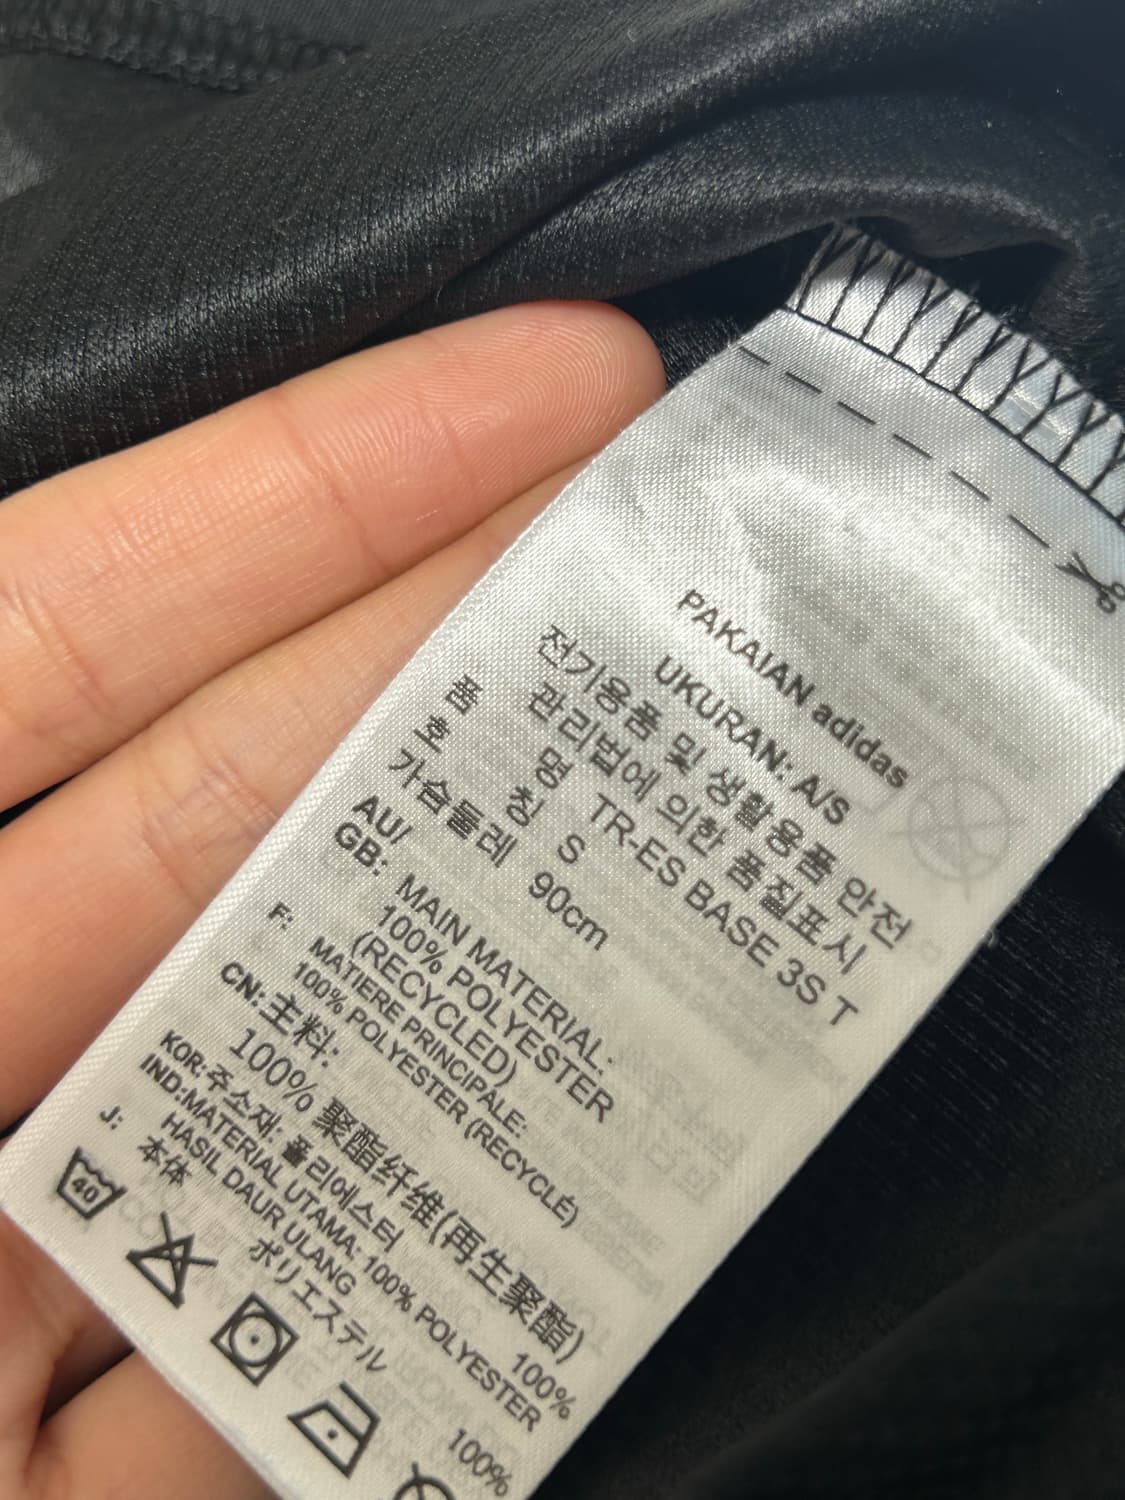 PAKAIAN adidas
UKURAN: A/S
전기용품 및 생활용품 안전
관리법에 의한 품질표시
품 명 TR-ES BASE 3S T
호 칭 S
가슴둘레 90cm
AU/
GB: MAIN MATERIAL:
100% POLYESTER
(RECYCLED)
F: MATIERE PRINCIPALE:
100% POLYESTER (RECYCLÉ)
CN: 主料:
100% 聚酯纤维(再生聚酯)
KOR: 주소재: 폴리에스터 100%
IND:MATERIAL UTAMA: 100% POLYESTER
HASIL DAUR ULANG
J: 本体 ポリエステル 100%
40